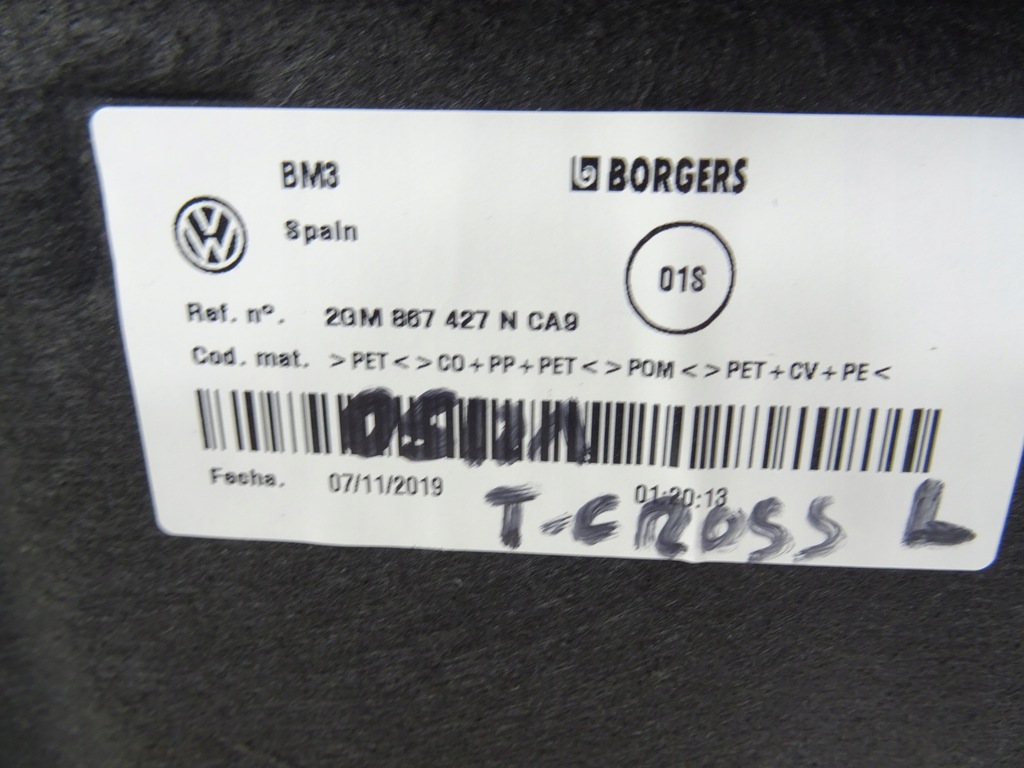 BM3
BORGERS
Spain
01S
Ref. nº. 2GM 867 427 N CA9
Cod. mat. >PET<>CO+PP+PET<>POM<>PET+CV+PE<
Fecha. 07/11/2019 01:20:13
T-CROSS L